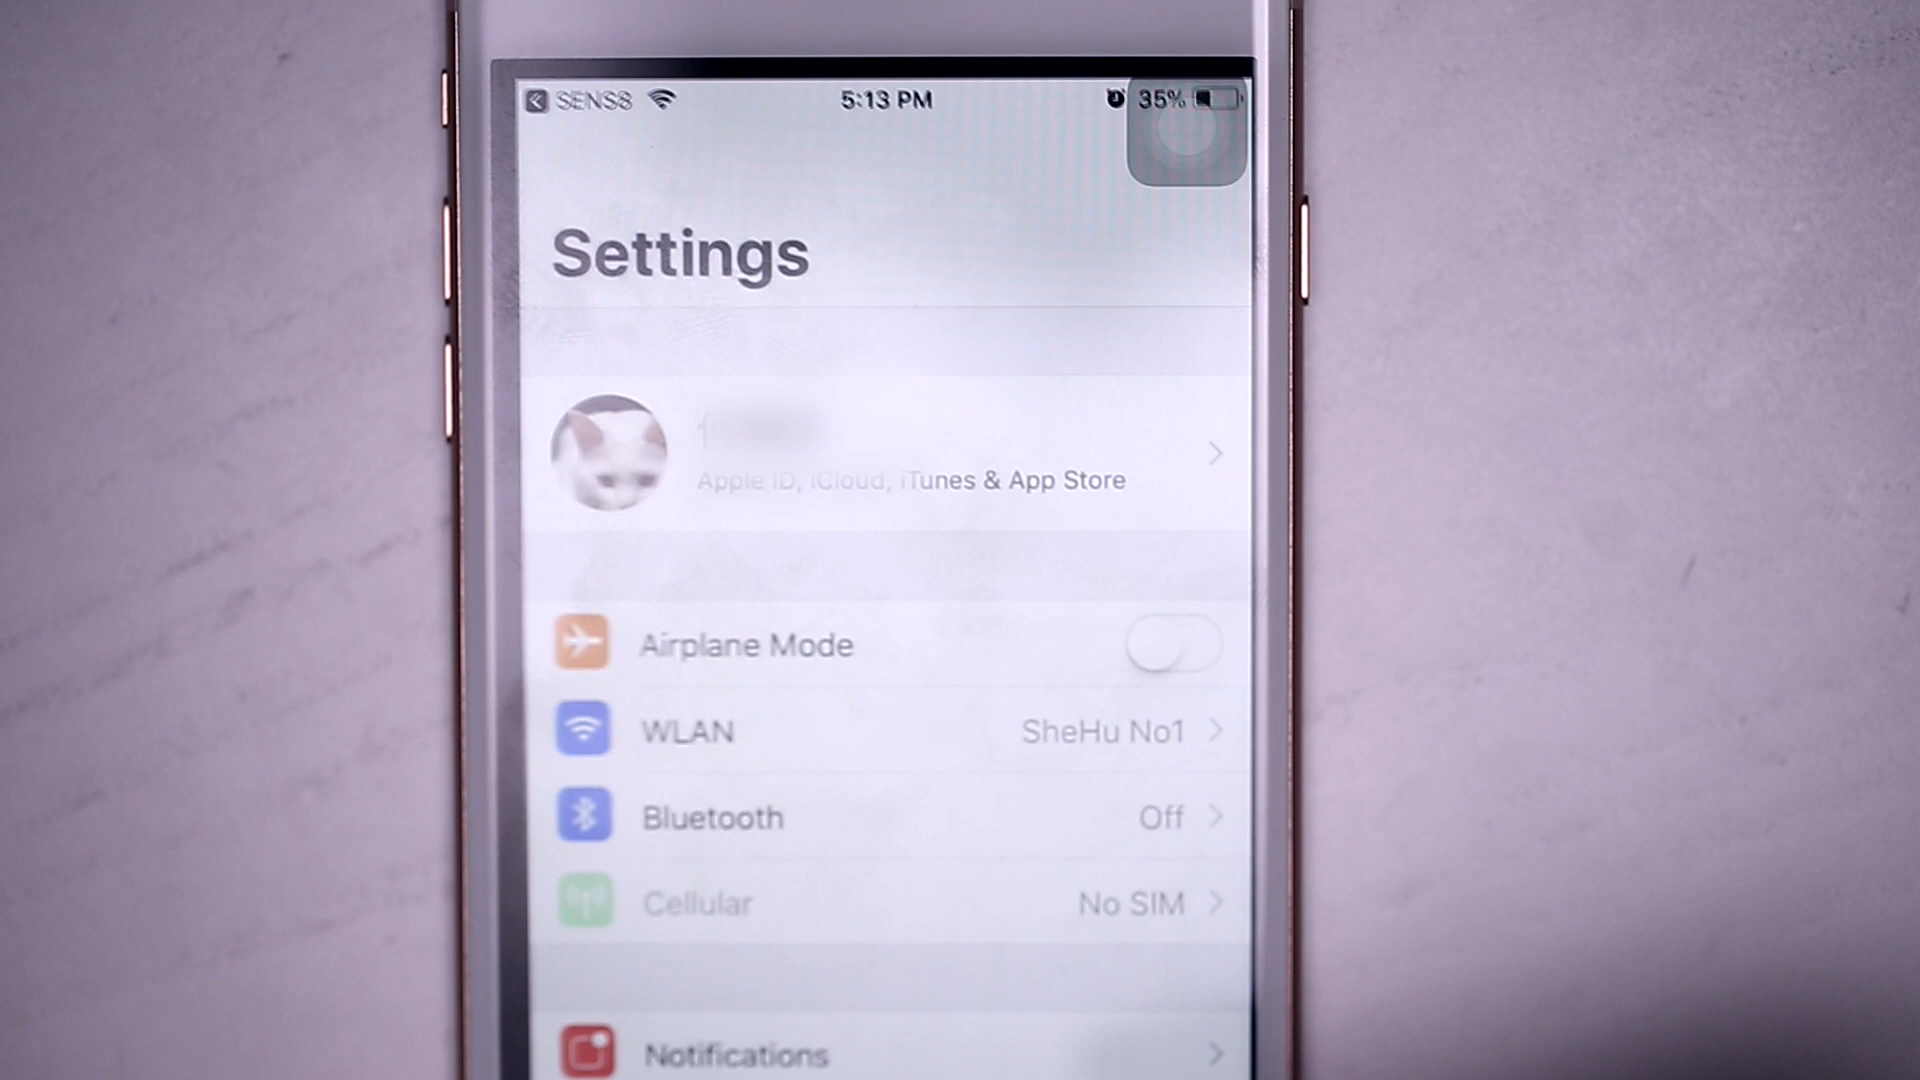 SENS8 5:13 PM 35%
Settings
Apple ID, iCloud, iTunes & App Store
Airplane Mode
WLAN SheHu No1
Bluetooth Off
Cellular No SIM
Notifications